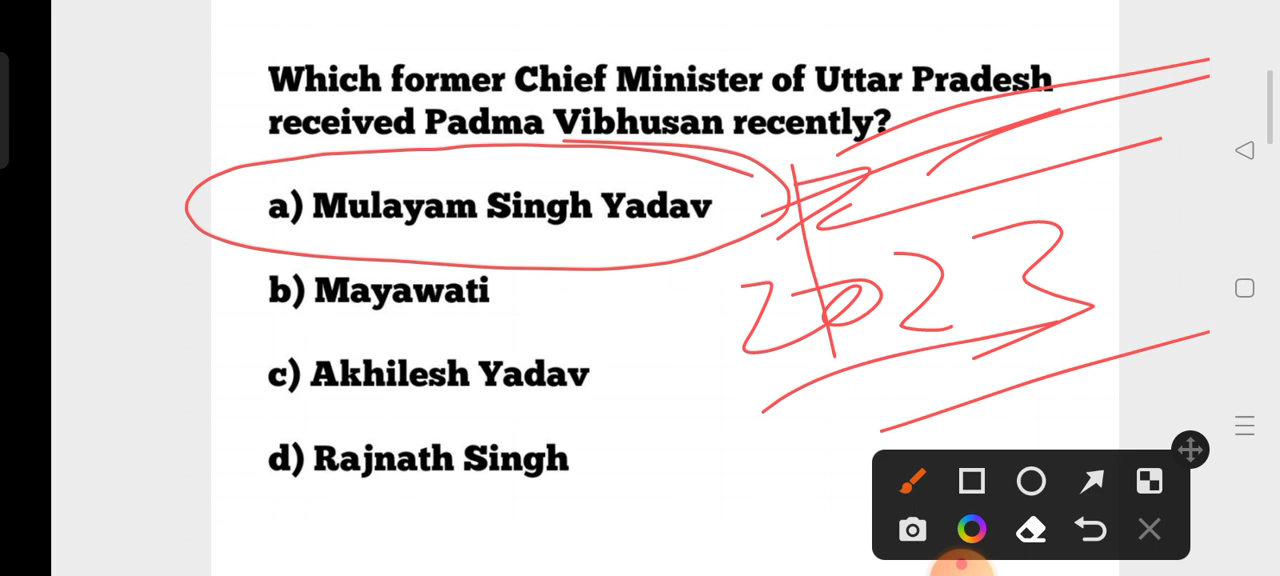 Which former Chief Minister of Uttar Pradesh
received Padma Vibhusan recently?
a) Mulayam Singh Yadav
2023
b) Mayawati
c) Akhilesh Yadav
d) Rajnath Singh